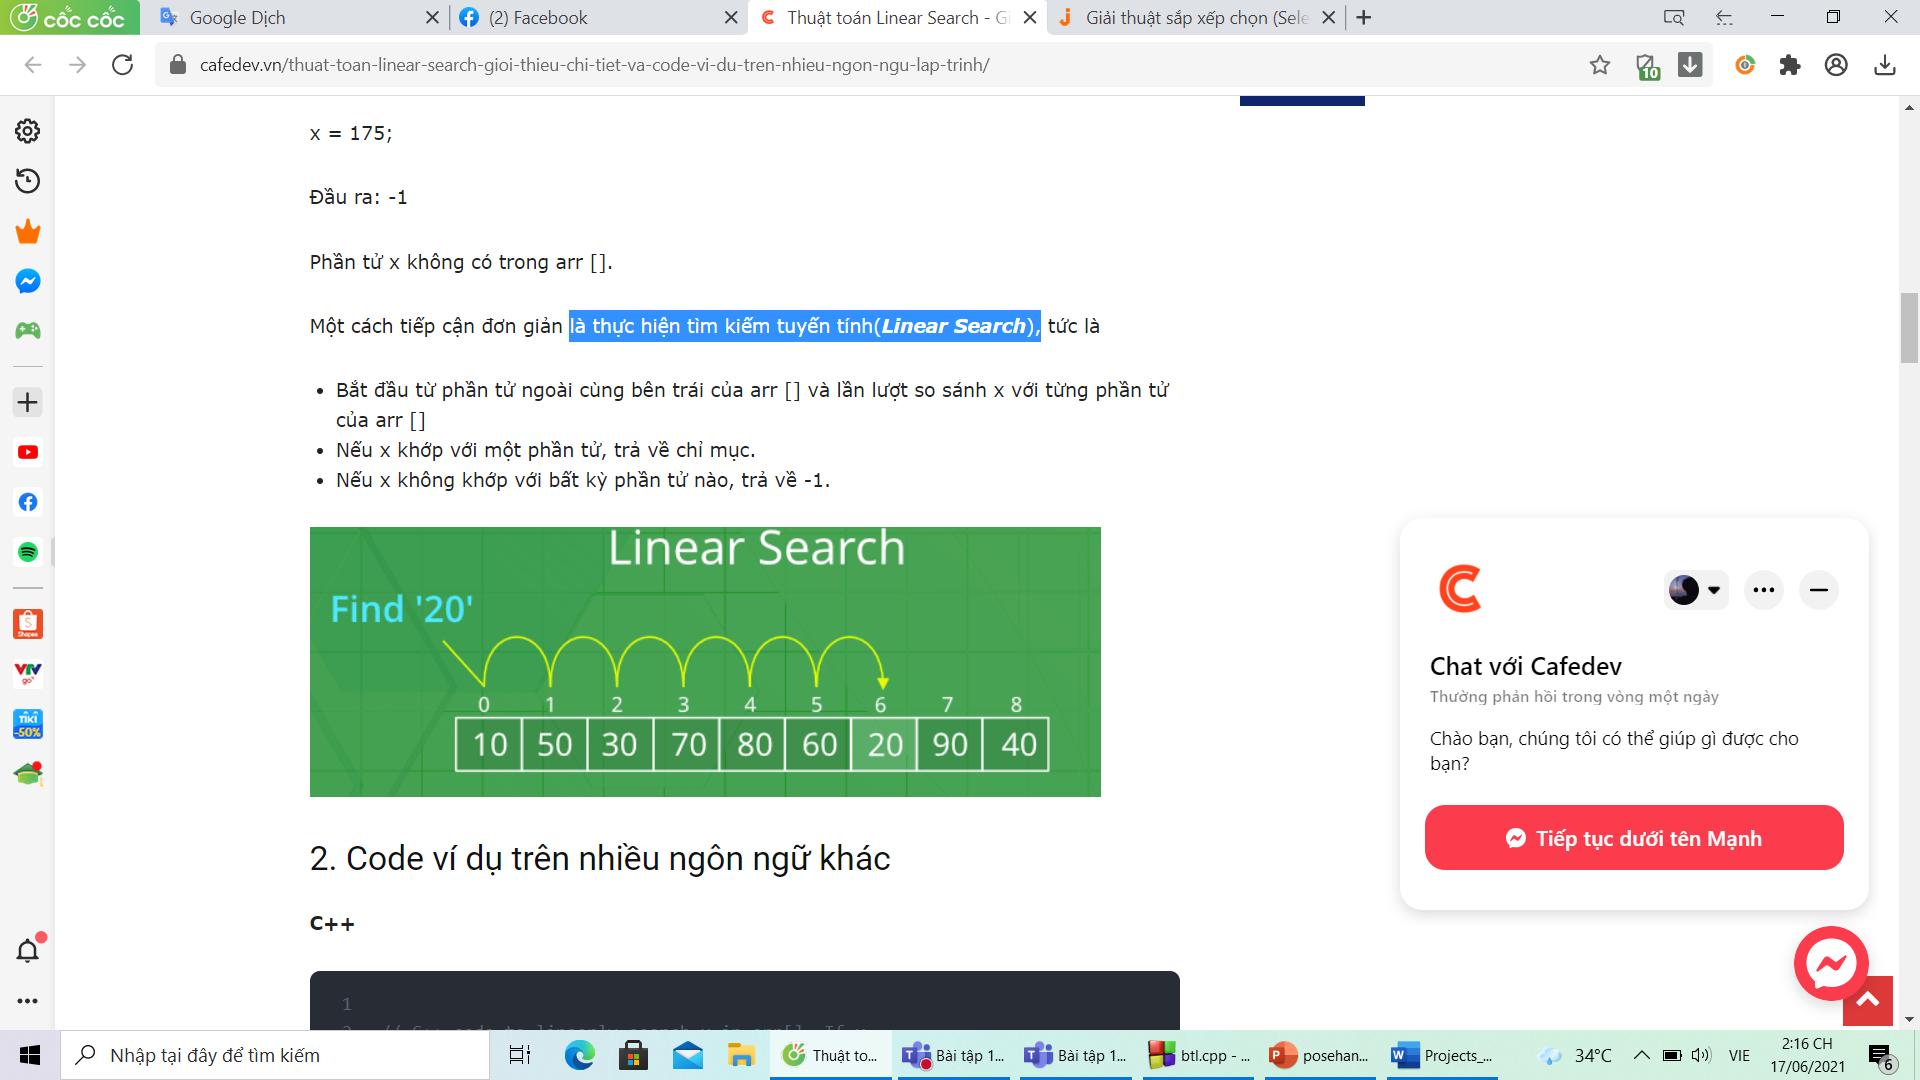 cốc cốc
Google Dịch
(2) Facebook
Thuật toán Linear Search - Gi
Giải thuật sắp xếp chọn (Sele
cafedev.vn/thuat-toan-linear-search-gioi-thieu-chi-tiet-va-code-vi-du-tren-nhieu-ngon-ngu-lap-trinh/
10
x = 175;
Đầu ra: -1
Phần tử x không có trong arr [].
Một cách tiếp cận đơn giản là thực hiện tìm kiếm tuyến tính(Linear Search), tức là
Bắt đầu từ phần tử ngoài cùng bên trái của arr [] và lần lượt so sánh x với từng phần tử
của arr []
Nếu x khớp với một phần tử, trả về chỉ mục.
Nếu x không khớp với bất kỳ phần tử nào, trả về -1.
Linear Search
Find '20'
0 1 2 3 4 5 6 7 8
10 50 30 70 80 60 20 90 40
2. Code ví dụ trên nhiều ngôn ngữ khác
C++
1
Shopee
VTV
go
TIKI
-50%
Chat với Cafedev
Thường phản hồi trong vòng một ngày
Chào bạn, chúng tôi có thể giúp gì được cho
bạn?
Tiếp tục dưới tên Mạnh
Nhập tại đây để tìm kiếm
Thuật to...
Bài tập 1...
Bài tập 1...
btl.cpp - ...
posehan...
Projects_...
34°C
VIE
2:16 CH
17/06/2021
6